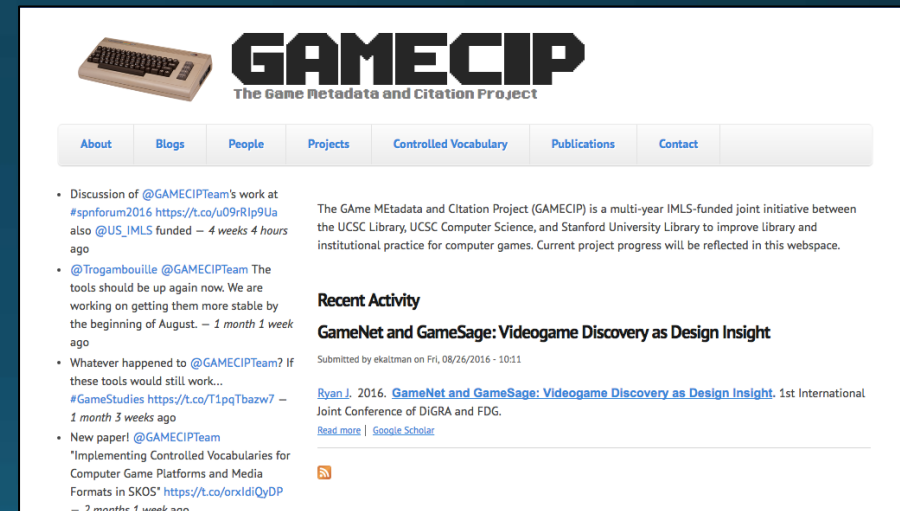 GAMECIP
The Game Metadata and Citation Project
About Blogs People Projects Controlled Vocabulary Publications Contact
• Discussion of @GAMECIPTeam's work at
#spnforum2016 https://t.co/u09rRIp9Ua
also @US_IMLS funded — 4 weeks 4 hours
ago
• @Trogambouille @GAMECIPTeam The
tools should be up again now. We are
working on getting them more stable by
the beginning of August. — 1 month 1 week
ago
• Whatever happened to @GAMECIPTeam? If
these tools would still work...
#GameStudies https://t.co/T1pqTbazw7 —
1 month 3 weeks ago
• New paper! @GAMECIPTeam
"Implementing Controlled Vocabularies for
Computer Game Platforms and Media
Formats in SKOS" https://t.co/orxIdiQyDP
— 2 months 1 week ago
The GAme MEtadata and CItation Project (GAMECIP) is a multi-year IMLS-funded joint initiative between
the UCSC Library, UCSC Computer Science, and Stanford University Library to improve library and
institutional practice for computer games. Current project progress will be reflected in this webspace.
Recent Activity
GameNet and GameSage: Videogame Discovery as Design Insight
Submitted by ekaltman on Fri, 08/26/2016 - 10:11
Ryan J. 2016. GameNet and GameSage: Videogame Discovery as Design Insight. 1st International
Joint Conference of DiGRA and FDG.
Read more | Google Scholar